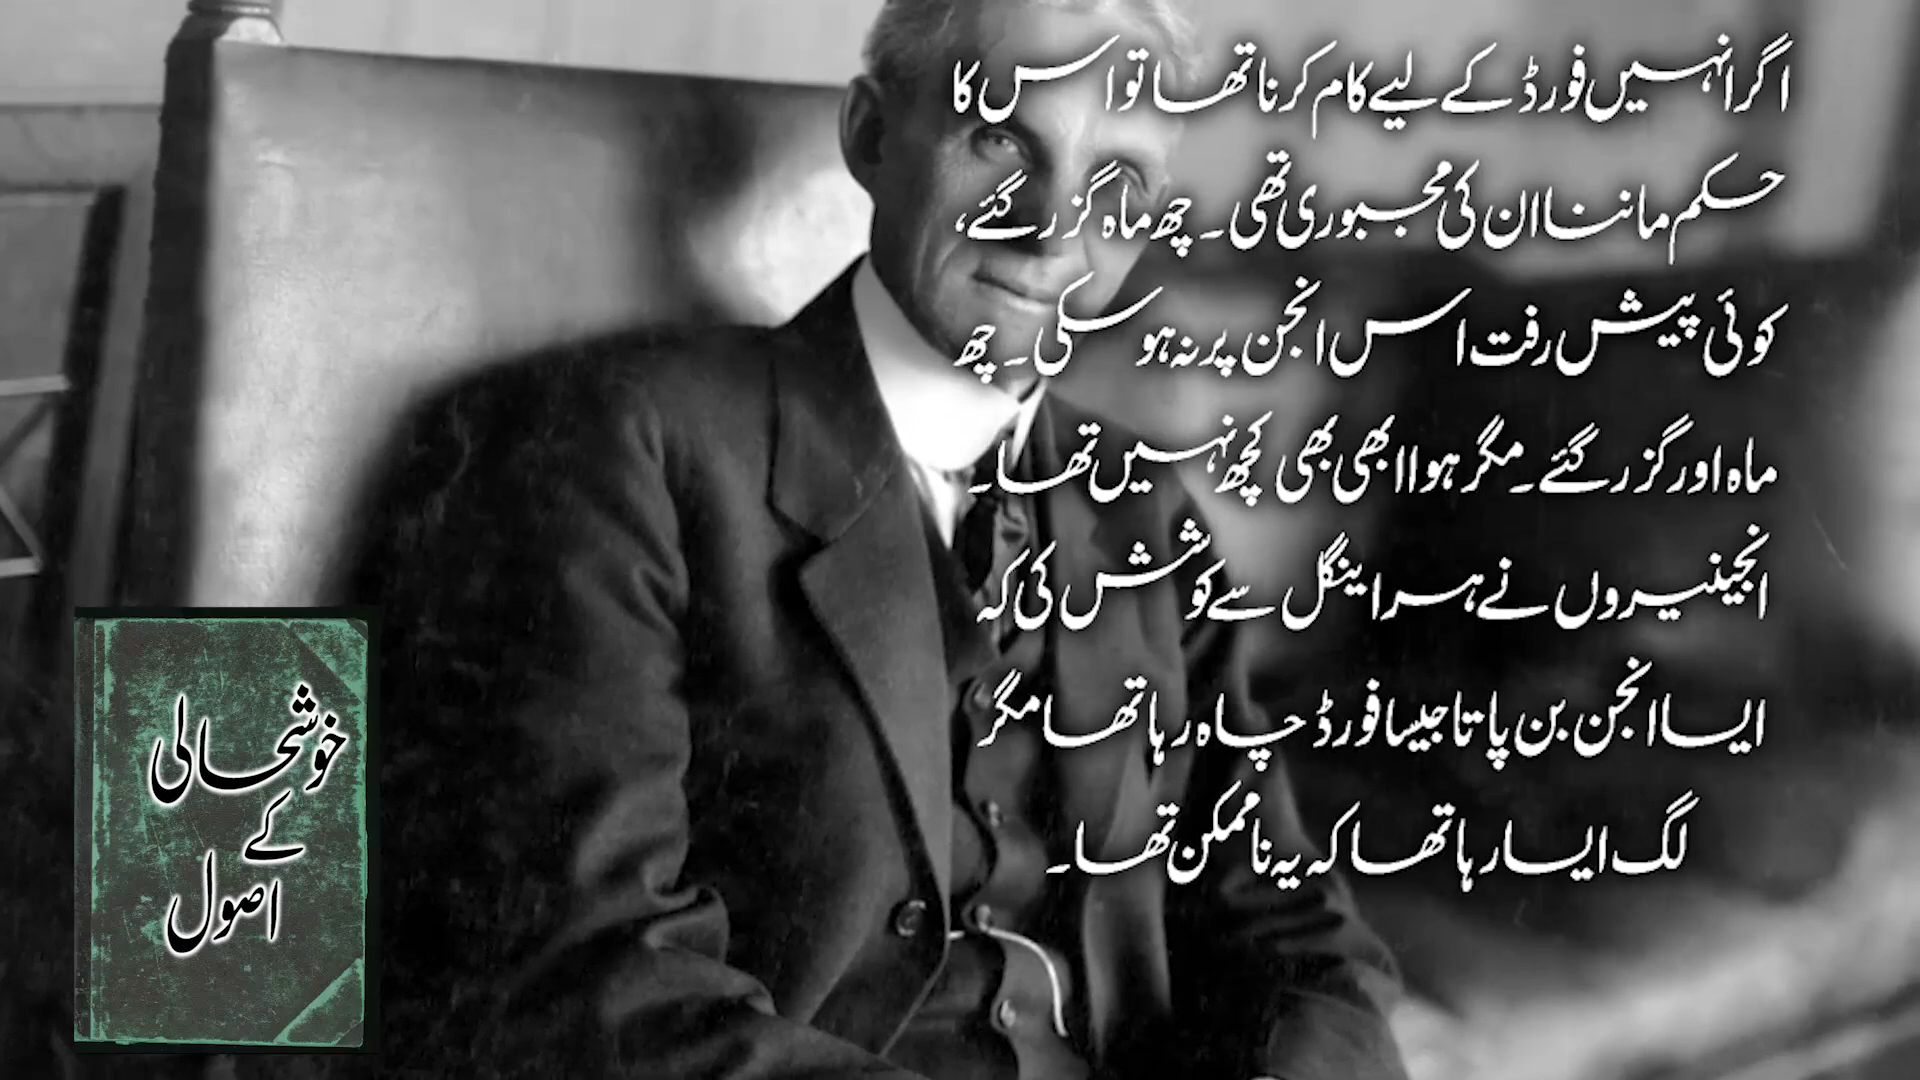 اگر انہیں فورڈ کے لیے کام کرنا تھا تو اس کا
حکم ماننا ان کی مجبوری تھی۔ چھ ماہ گزر گئے،
کوئی پیش رفت اس انجن پر نہ ہو سکی۔ چھ
ماہ اور گزر گئے۔ مگر ہوا ابھی بھی کچھ نہیں تھا۔
انجینیروں نے ہر اینگل سے کوشش کی کہ
ایسا انجن بن پاتا جیسا فورڈ چاہ رہا تھا مگر
لگ ایسا رہا تھا کہ یہ ناممکن تھا۔
خوشحالی
کے
اصول